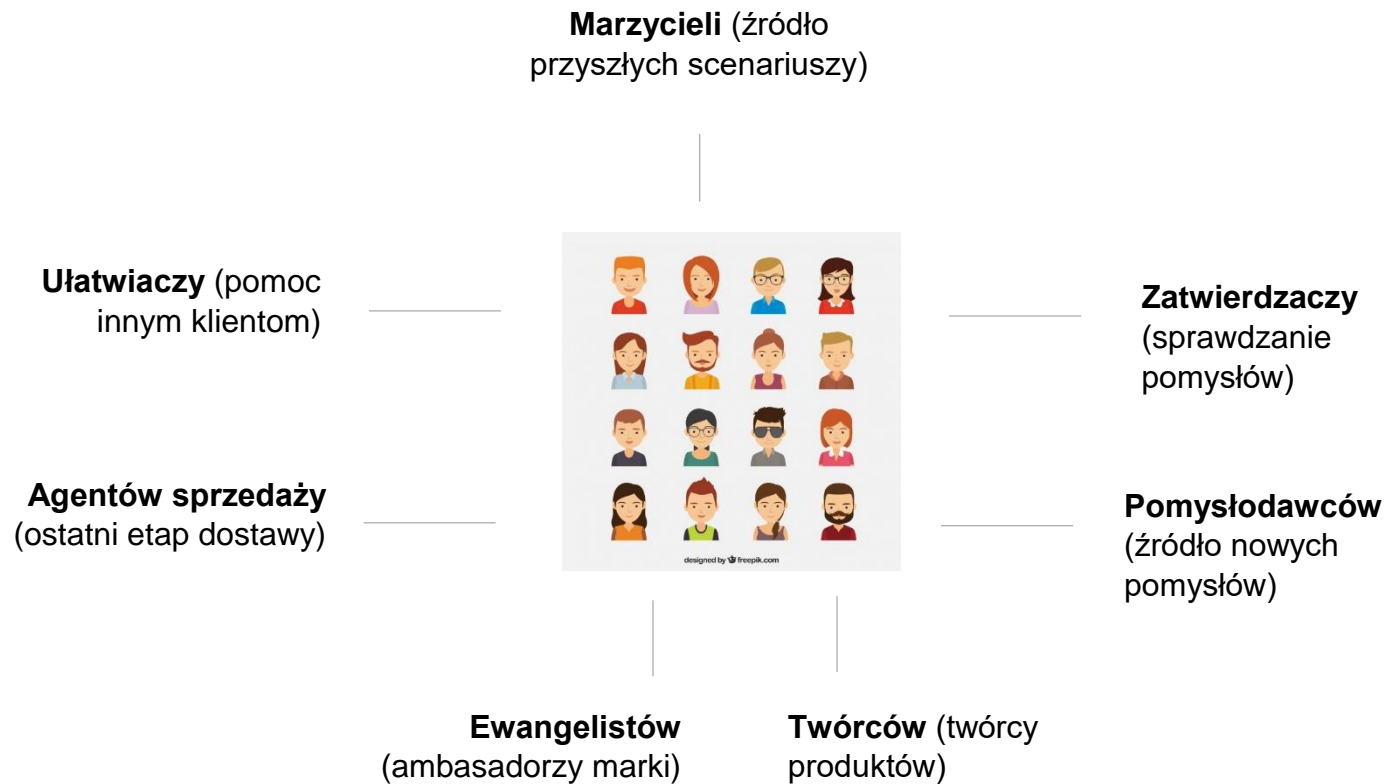 Marzycieli (źródło
przyszłych scenariuszy)
Ułatwiaczy (pomoc
innym klientom)
Zatwierdzaczy
(sprawdzanie
pomysłów)
Agentów sprzedaży
(ostatni etap dostawy)
Pomysłodawców
(źródło nowych
pomysłów)
designed by freepik.com
Ewangelistów
(ambasadorzy marki)
Twórców (twórcy
produktów)